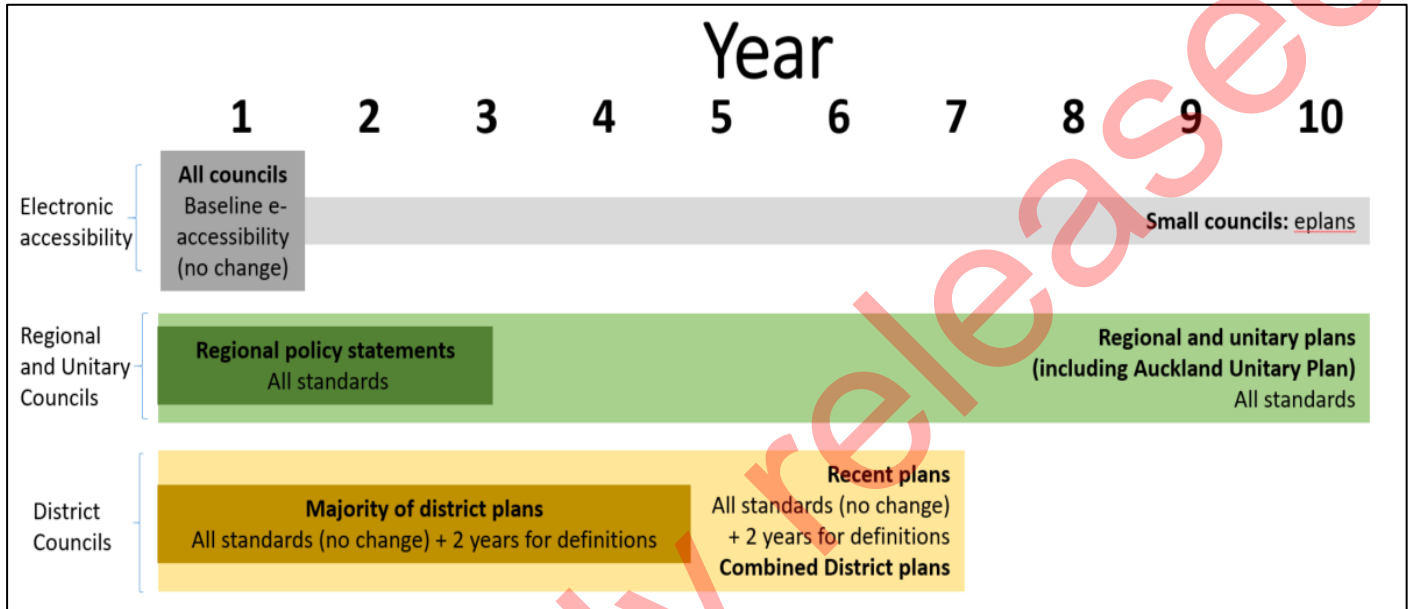 Year
1 2 3 4 5 6 7 8 9 10
Electronic
accessibility
All councils
Baseline e-
accessibility
(no change)
Small councils: eplans
Regional
and Unitary
Councils
Regional policy statements
All standards
Regional and unitary plans
(including Auckland Unitary Plan)
All standards
District
Councils
Majority of district plans
All standards (no change) + 2 years for definitions
Recent plans
All standards (no change)
+ 2 years for definitions
Combined District plans
ly released